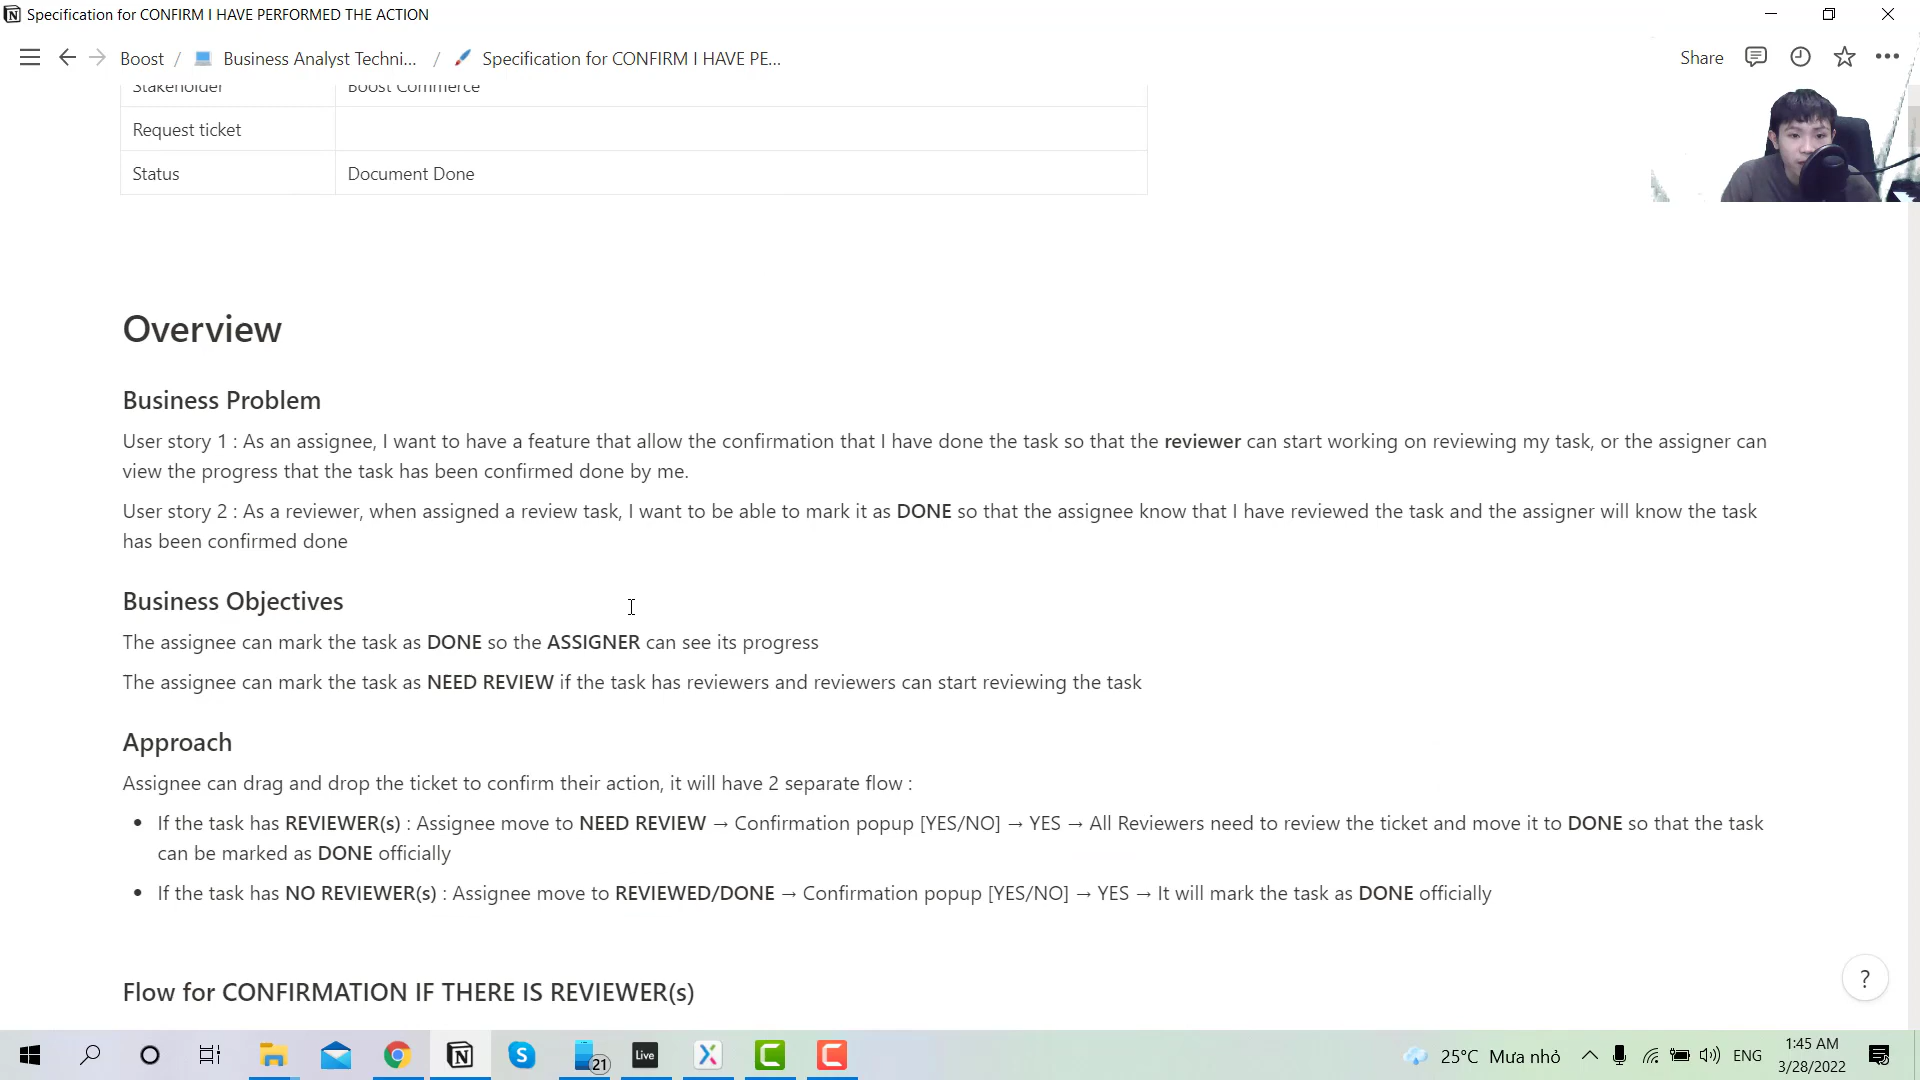 Specification for CONFIRM I HAVE PERFORMED THE ACTION
Boost / Business Analyst Techni... / Specification for CONFIRM I HAVE PE...
Share
Stakeholder Boost Commerce
Request ticket
Status Document Done
Overview
Business Problem
User story 1 : As an assignee, I want to have a feature that allow the confirmation that I have done the task so that the reviewer can start working on reviewing my task, or the assigner can
view the progress that the task has been confirmed done by me.
User story 2 : As a reviewer, when assigned a review task, I want to be able to mark it as DONE so that the assignee know that I have reviewed the task and the assigner will know the task
has been confirmed done
Business Objectives
The assignee can mark the task as DONE so the ASSIGNER can see its progress
The assignee can mark the task as NEED REVIEW if the task has reviewers and reviewers can start reviewing the task
Approach
Assignee can drag and drop the ticket to confirm their action, it will have 2 separate flow :
• If the task has REVIEWER(s) : Assignee move to NEED REVIEW → Confirmation popup [YES/NO] → YES → All Reviewers need to review the ticket and move it to DONE so that the task
can be marked as DONE officially
• If the task has NO REVIEWER(s) : Assignee move to REVIEWED/DONE → Confirmation popup [YES/NO] → YES → It will mark the task as DONE officially
Flow for CONFIRMATION IF THERE IS REVIEWER(s)
?
21
Live
25°C Mưa nhỏ
ENG
1:45 AM
3/28/2022